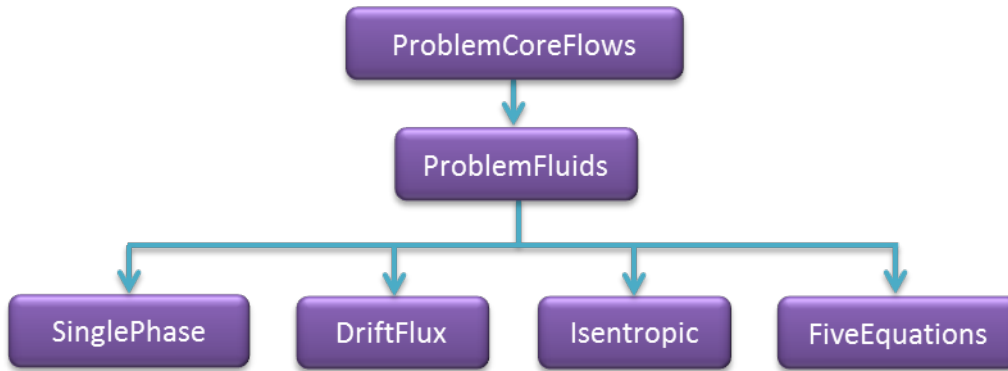 ProblemCoreFlows
ProblemFluids
SinglePhase
DriftFlux
Isentropic
FiveEquations